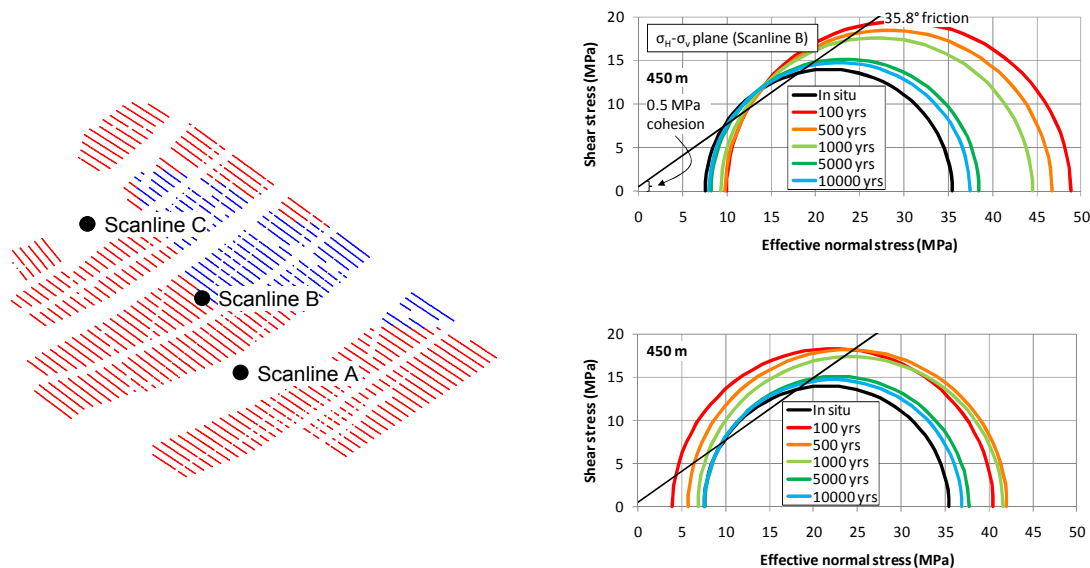 Scanline C
Scanline B
Scanline A
35.8° friction
σH-σv plane (Scanline B)
450 m
0.5 MPa
cohesion
In situ
100 yrs
500 yrs
1000 yrs
5000 yrs
10000 yrs
Shear stress (MPa)
20
15
10
5
0
0 5 10 15 20 25 30 35 40 45 50
Effective normal stress (MPa)
450 m
In situ
100 yrs
500 yrs
1000 yrs
5000 yrs
10000 yrs
Shear stress (MPa)
20
15
10
5
0
0 5 10 15 20 25 30 35 40 45 50
Effective normal stress (MPa)